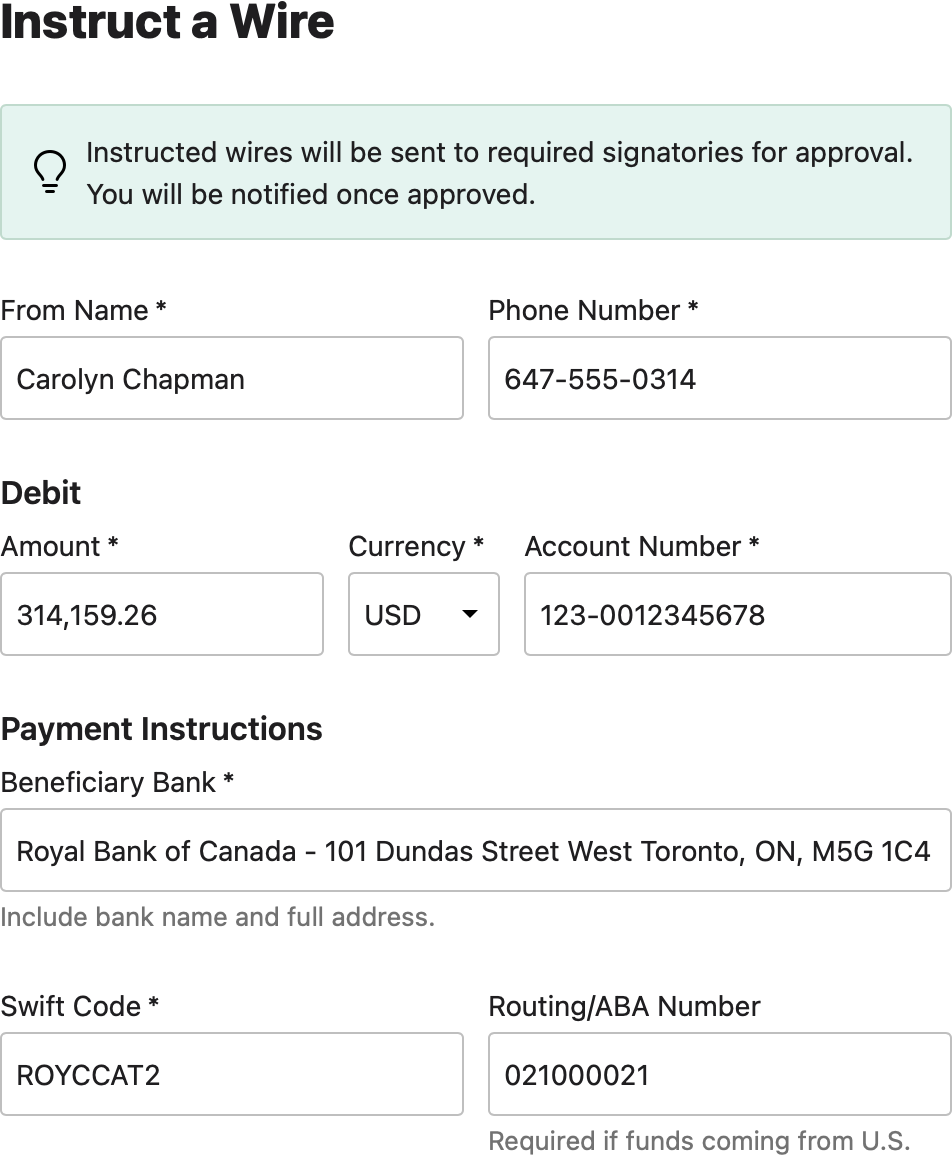 Instruct a Wire
Instructed wires will be sent to required signatories for approval.
You will be notified once approved.
From Name *
Phone Number *
Carolyn Chapman
647-555-0314
Debit
Amount *
Currency *
Account Number *
314,159.26
USD
123-0012345678
Payment Instructions
Beneficiary Bank *
Royal Bank of Canada - 101 Dundas Street West Toronto, ON, M5G 1C4
Include bank name and full address.
Swift Code *
Routing/ABA Number
ROYCCAT2
021000021
Required if funds coming from U.S.